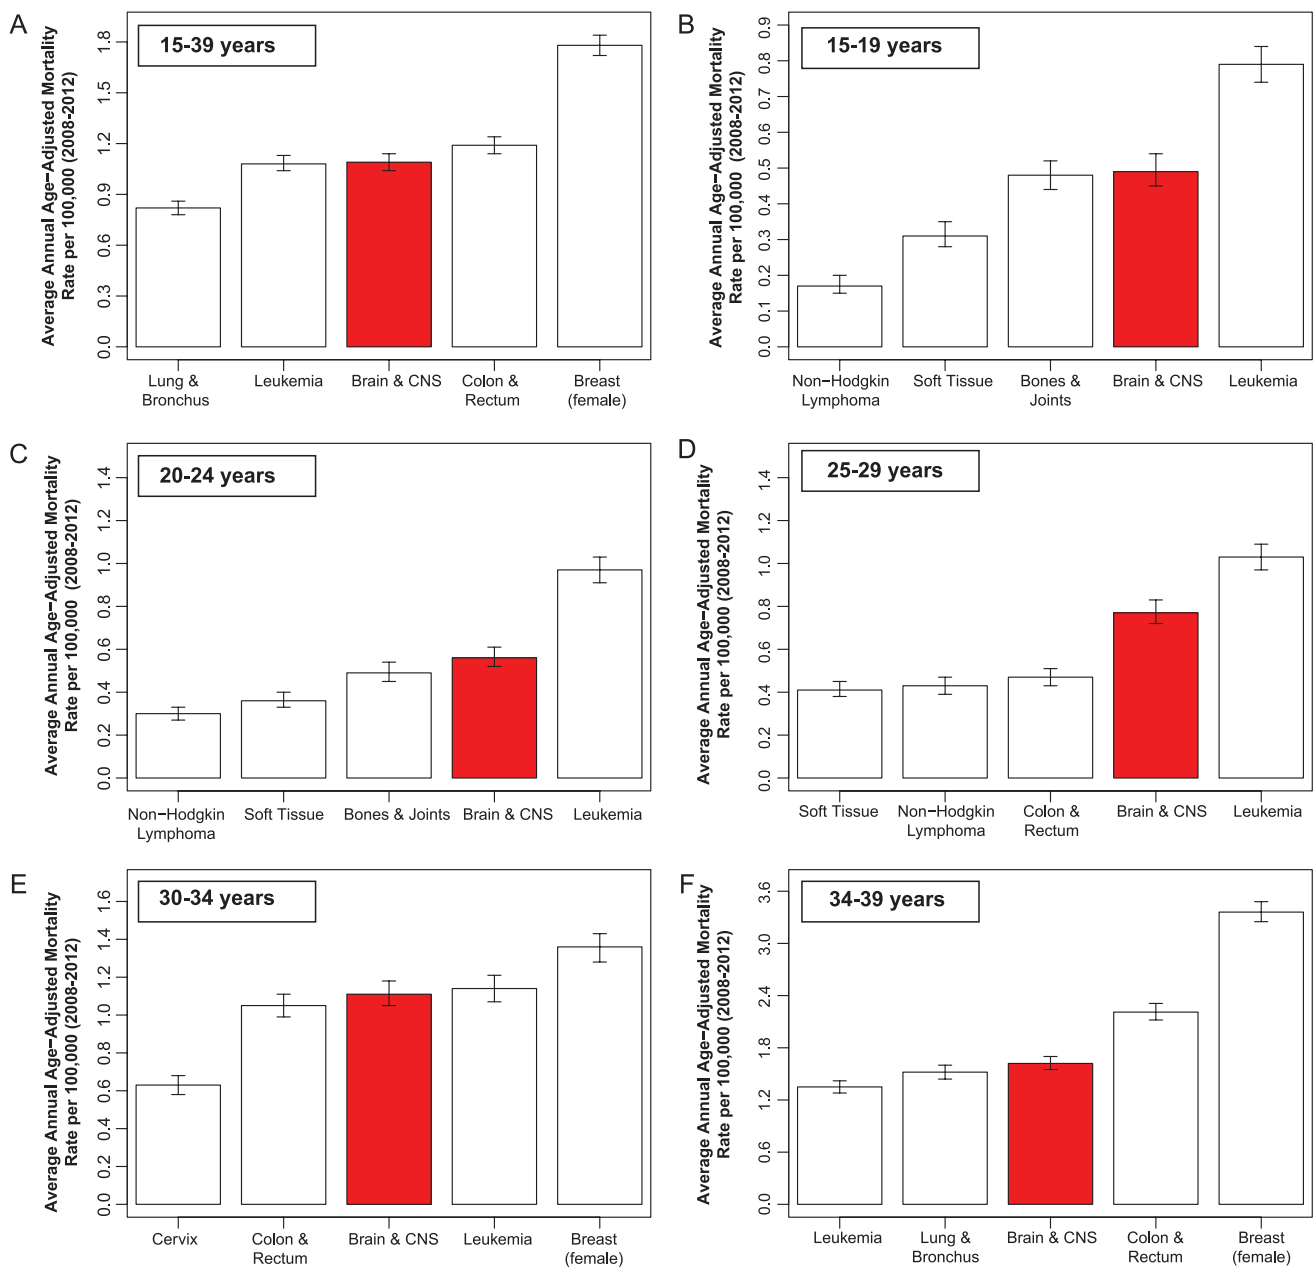 A
15-39 years
Average Annual Age−Adjusted Mortality
Rate per 100,000 (2008-2012)
1.8
1.5
1.2
0.9
0.6
0.3
0.0
Lung &
Bronchus
Leukemia
Brain & CNS
Colon &
Rectum
Breast
(female)
B
15-19 years
Average Annual Age−Adjusted Mortality
Rate per 100,000 (2008-2012)
0.9
0.8
0.7
0.6
0.5
0.4
0.3
0.2
0.1
0.0
Non−Hodgkin
Lymphoma
Soft Tissue
Bones &
Joints
Brain & CNS
Leukemia
C
20-24 years
Average Annual Age−Adjusted Mortality
Rate per 100,000 (2008-2012)
1.4
1.2
1.0
0.8
0.6
0.4
0.2
0.0
Non−Hodgkin
Lymphoma
Soft Tissue
Bones & Joints
Brain & CNS
Leukemia
D
25-29 years
Average Annual Age−Adjusted Mortality
Rate per 100,000 (2008-2012)
1.4
1.2
1.0
0.8
0.6
0.4
0.2
0.0
Soft Tissue
Non−Hodgkin
Lymphoma
Colon &
Rectum
Brain & CNS
Leukemia
E
30-34 years
Average Annual Age−Adjusted Mortality
Rate per 100,000 (2008-2012)
1.6
1.4
1.2
1.0
0.8
0.6
0.4
0.2
0.0
Cervix
Colon &
Rectum
Brain & CNS
Leukemia
Breast
(female)
F
34-39 years
Average Annual Age−Adjusted Mortality
Rate per 100,000 (2008-2012)
3.6
3.0
2.4
1.8
1.2
0.6
0.0
Leukemia
Lung &
Bronchus
Brain & CNS
Colon &
Rectum
Breast
(female)